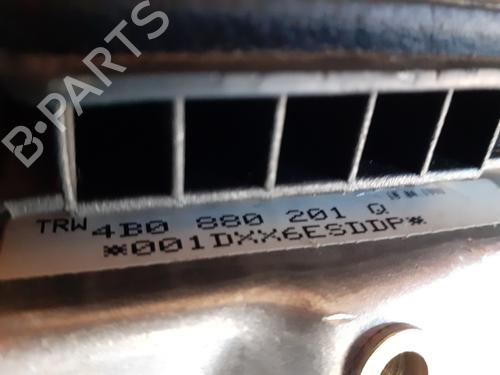 B-PARTS
TRW 4B0 880 201 Q
*001DXX6ESDDP*